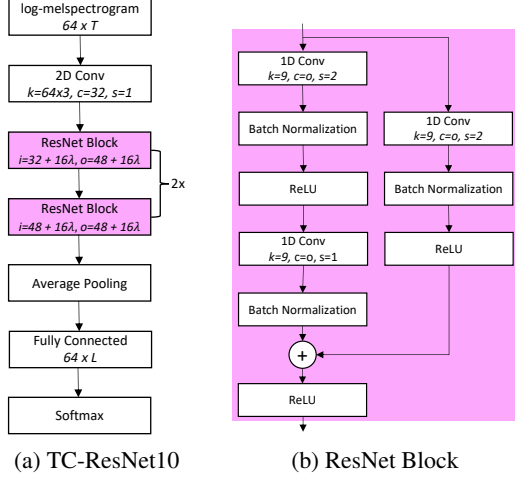 log-melspectrogram
64 x T
2D Conv
k=64x3, c=32, s=1
ResNet Block
i=32 + 16λ, o=48 + 16λ
ResNet Block
i=48 + 16λ, o=48 + 16λ
2x
Average Pooling
Fully Connected
64 x L
Softmax
(a) TC-ResNet10
1D Conv
k=9, c=o, s=2
Batch Normalization
ReLU
1D Conv
k=9, c=o, s=1
Batch Normalization
+
ReLU
1D Conv
k=9, c=o, s=2
Batch Normalization
ReLU
(b) ResNet Block